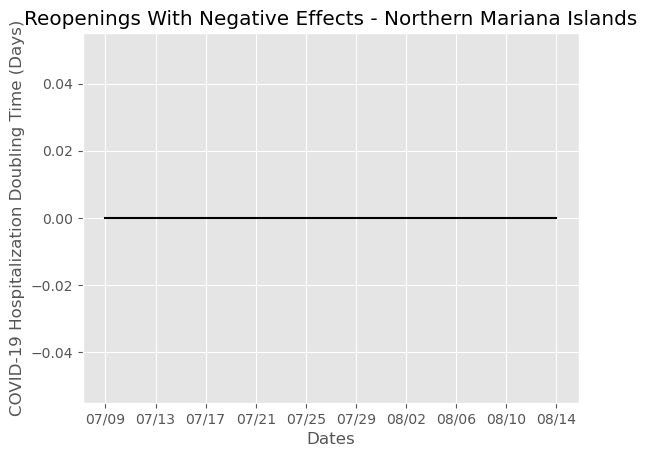 Reopenings With Negative Effects - Northern Mariana Islands
COVID-19 Hospitalization Doubling Time (Days)
0.04
0.02
0.00
−0.02
−0.04
07/09 07/13 07/17 07/21 07/25 07/29 08/02 08/06 08/10 08/14
Dates